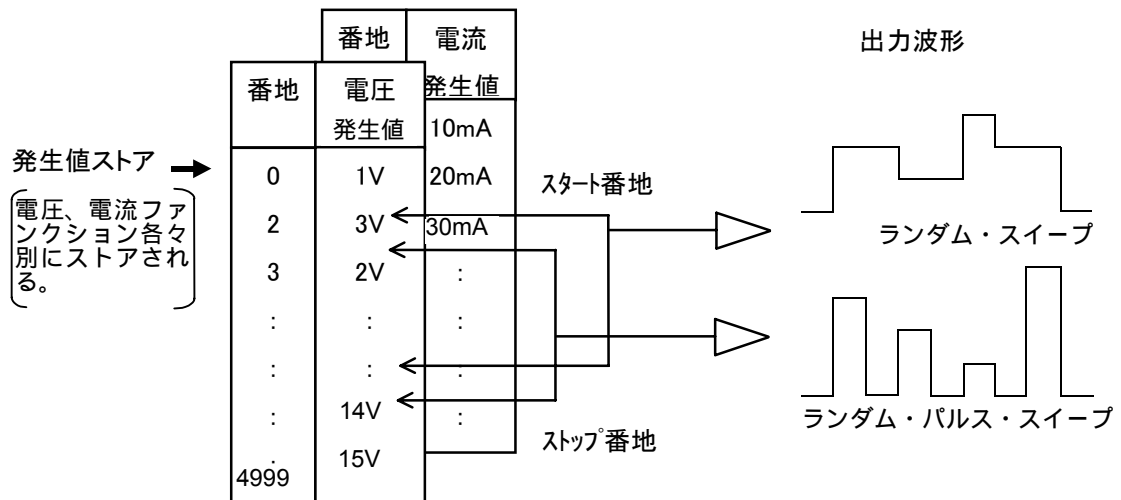 番地 電流
発生値
出力波形
番地 電圧
発生値
10mA
発生値ストア
0 1V 20mA
スタート番地
電圧、電流ファ
ンクション各々
別にストアされ
る。
2 3V 30mA
ランダム・スイープ
3 2V :
: : :
: : :
: 14V :
ランダム・パルス・スイープ
ストップ番地
: 15V
4999